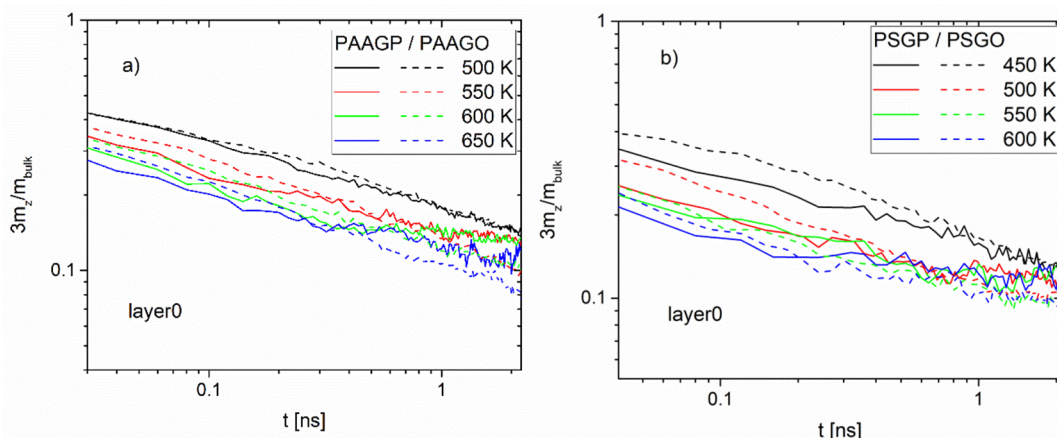 1
PAAGP / PAAGO
a)
500 K
550 K
600 K
650 K
3m_z/m_bulk
0.1
layer0
0.1
1
t [ns]
1
PSGP / PSGO
b)
450 K
500 K
550 K
600 K
3m_z/m_bulk
0.1
layer0
0.1
1
t [ns]